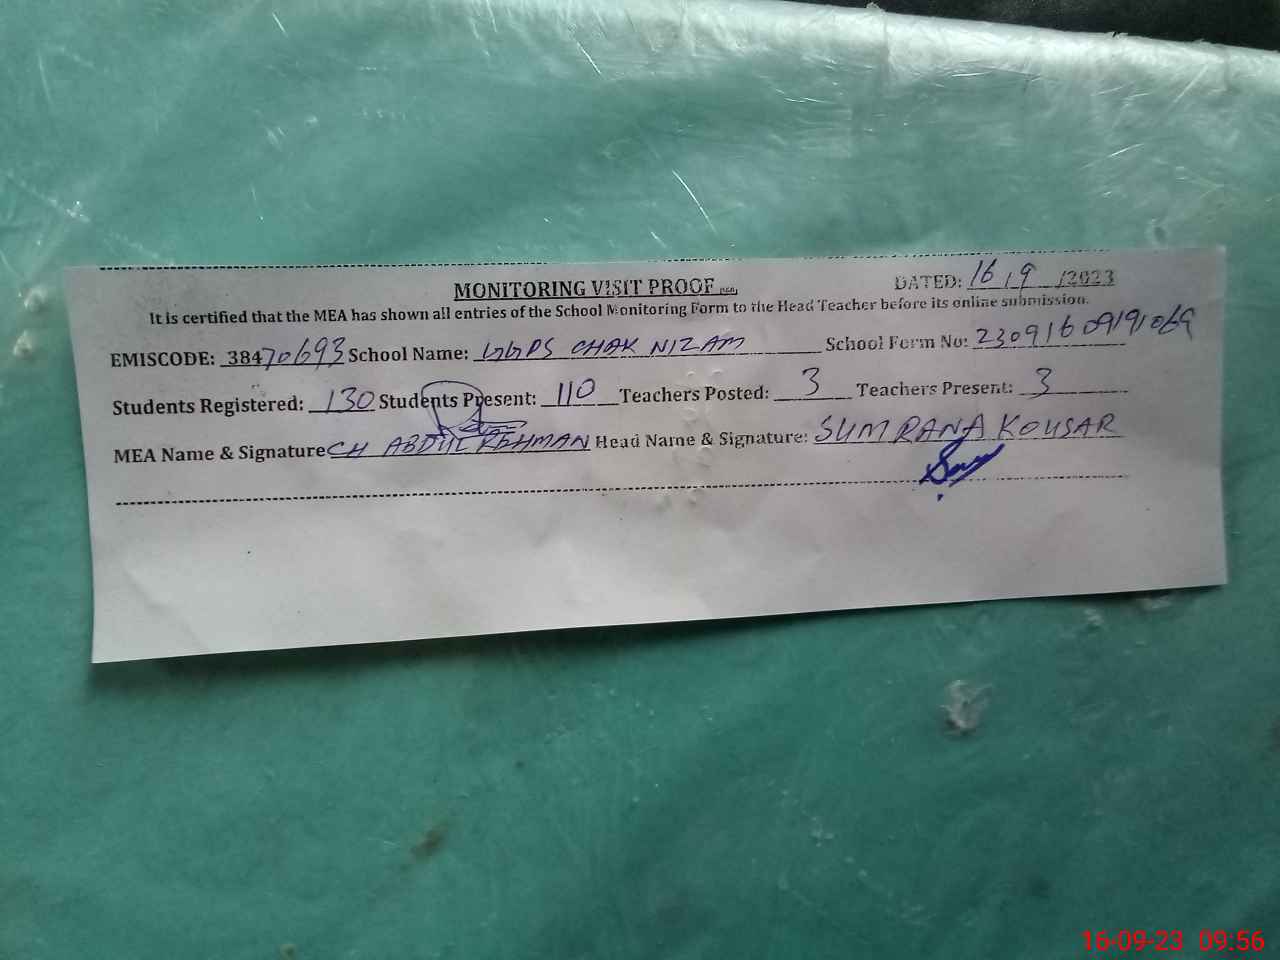 MONITORING VISIT PROOF
DATED: 16/9/2023
It is certified that the MEA has shown all entries of the School Monitoring Form to the Head Teacher before its online submission.
EMISCODE: 38470693 School Name: GGPS CHAK NIZAM School Form No: 23091609191069
Students Registered: 130 Students Present: 110 Teachers Posted: 3 Teachers Present: 3
MEA Name & Signature CH ABDUL REHMAN Head Name & Signature: SUMRANA KOUSAR
16-09-23 09:56